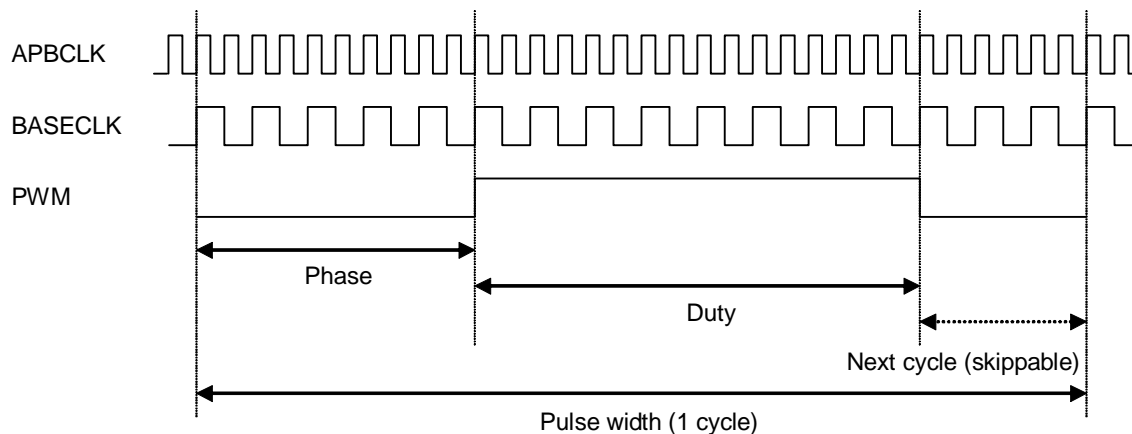 APBCLK
BASECLK
PWM
Phase
Duty
Next cycle (skippable)
Pulse width (1 cycle)